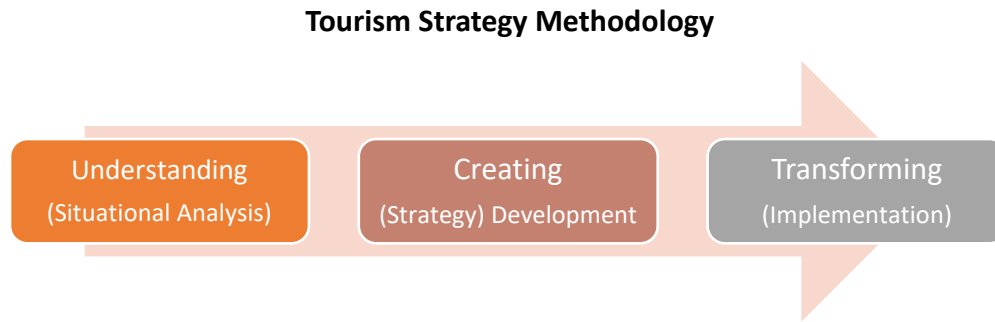 Tourism Strategy Methodology
Understanding
(Situational Analysis)
Creating
(Strategy) Development
Transforming
(Implementation)